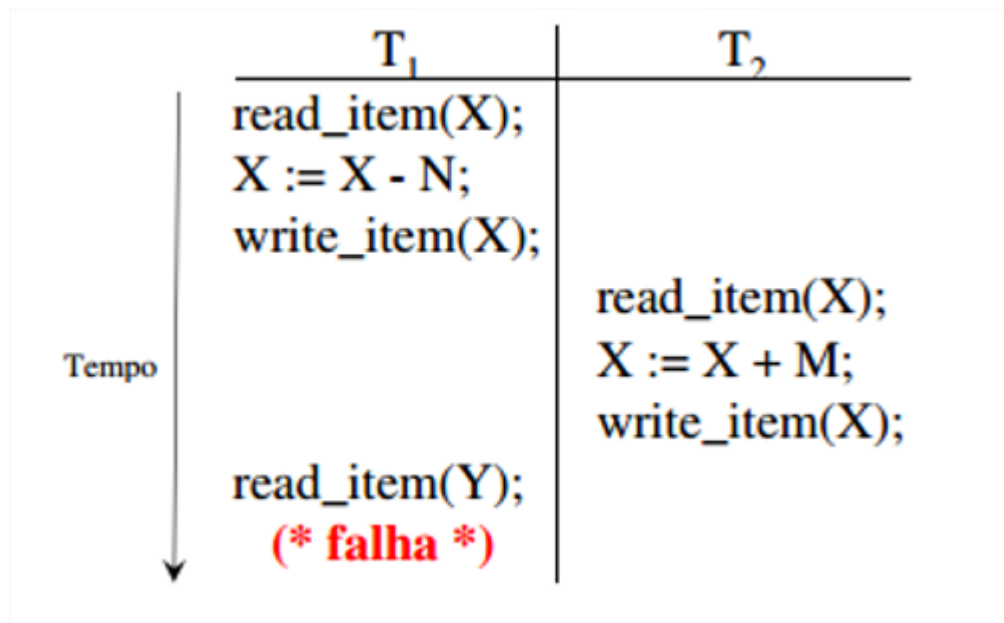 T₁ T₂
read_item(X);
X := X - N;
write_item(X);
read_item(X);
Tempo X := X + M;
write_item(X);
read_item(Y);
(* falha *)